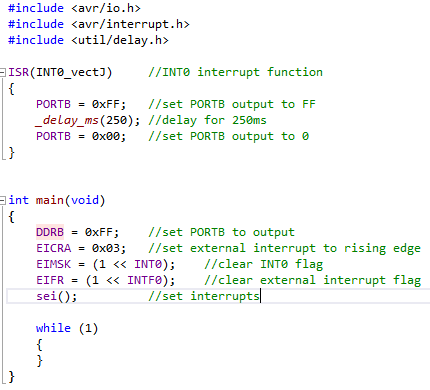 #include <avr/io.h>
#include <avr/interrupt.h>
#include <util/delay.h>
ISR(INT0_vectJ) //INT0 interrupt function
{
PORTB = 0xFF; //set PORTB output to FF
_delay_ms(250); //delay for 250ms
PORTB = 0x00; //set PORTB output to 0
}
int main(void)
{
DDRB = 0xFF; //set PORTB to output
EICRA = 0x03; //set external interrupt to rising edge
EIMSK = (1 << INT0); //clear INT0 flag
EIFR = (1 << INTF0); //clear external interrupt flag
sei(); //set interrupts
while (1)
{
}
}